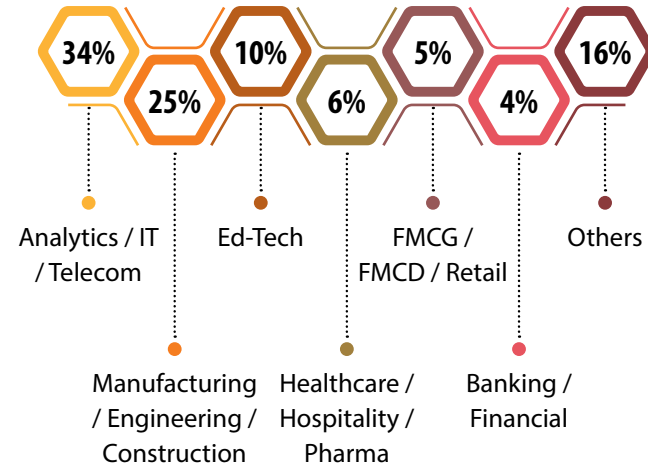 34%
25%
10%
6%
5%
4%
16%
Analytics / IT
/ Telecom
Manufacturing
/ Engineering /
Construction
Ed-Tech
Healthcare /
Hospitality /
Pharma
FMCG /
FMCD / Retail
Banking /
Financial
Others